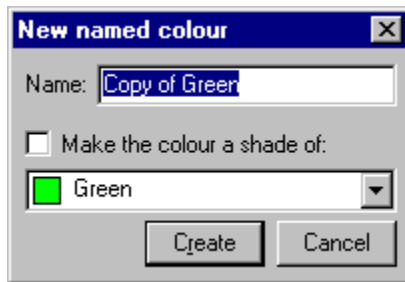 New named colour
Name: Copy of Green
Make the colour a shade of:
Green
Create Cancel